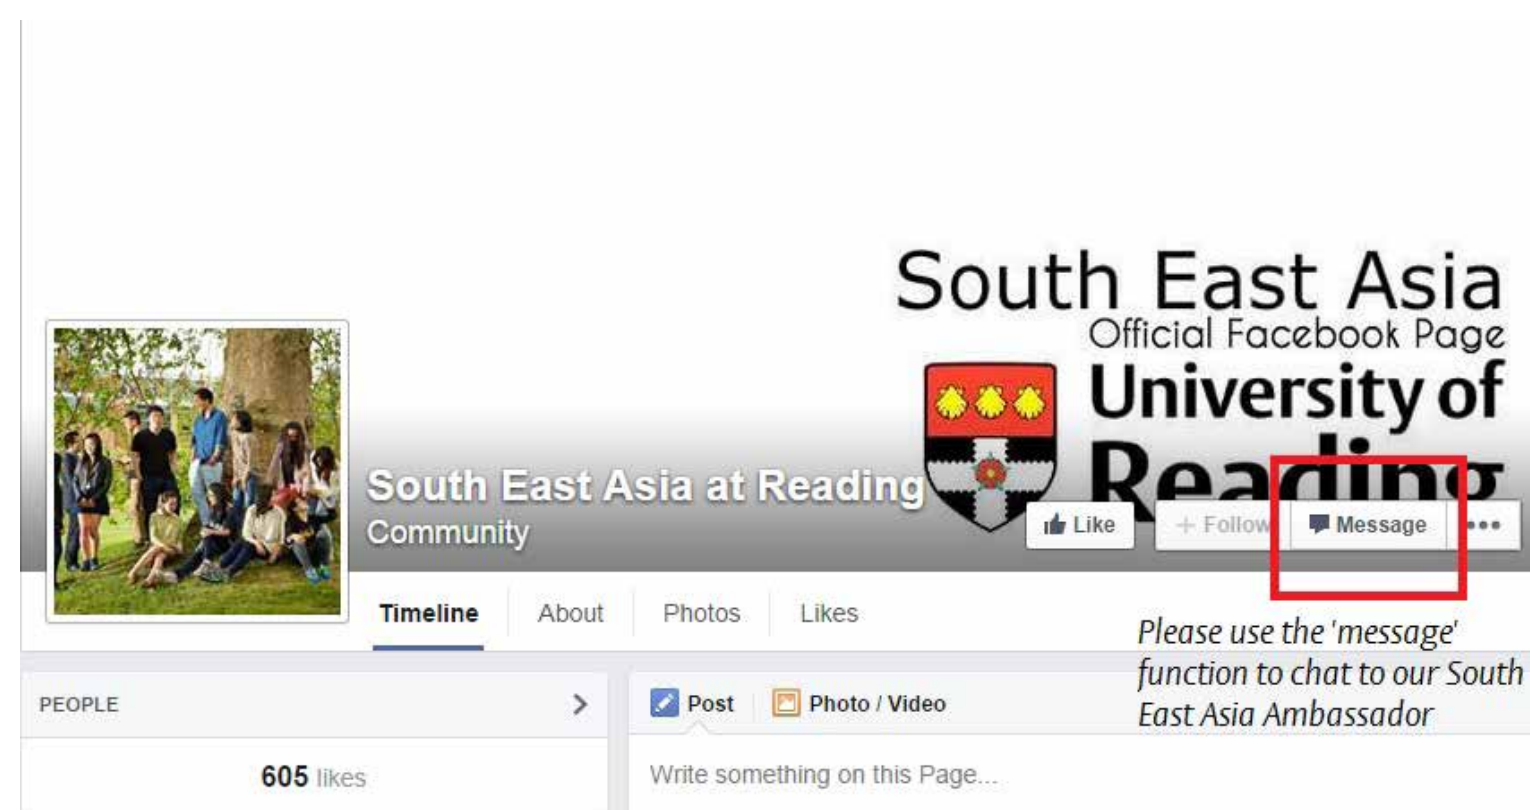 South East Asia
Official Facebook Page
University of
Reading
South East Asia at Reading
Community
Like
+ Follow
Message
Timeline
About
Photos
Likes
Please use the 'message'
function to chat to our South
East Asia Ambassador
PEOPLE
Post
Photo / Video
605 likes
Write something on this Page...